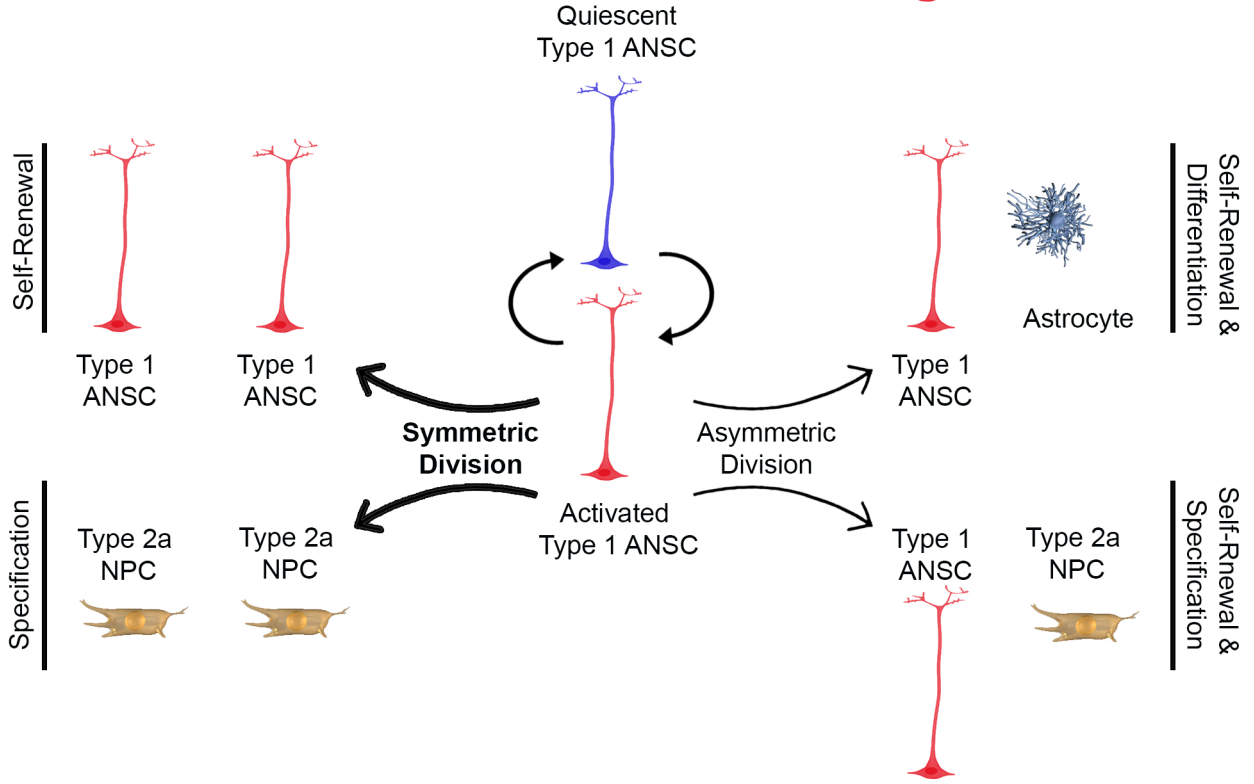 Quiescent
Type 1 ANSC
Self-Renewal
Type 1
ANSC
Type 1
ANSC
Self-Renewal &
Differentiation
Astrocyte
Type 1
ANSC
Symmetric
Division
Asymmetric
Division
Activated
Type 1 ANSC
Specification
Type 2a
NPC
Type 2a
NPC
Type 1
ANSC
Type 2a
NPC
Self-Rnewal &
Specification